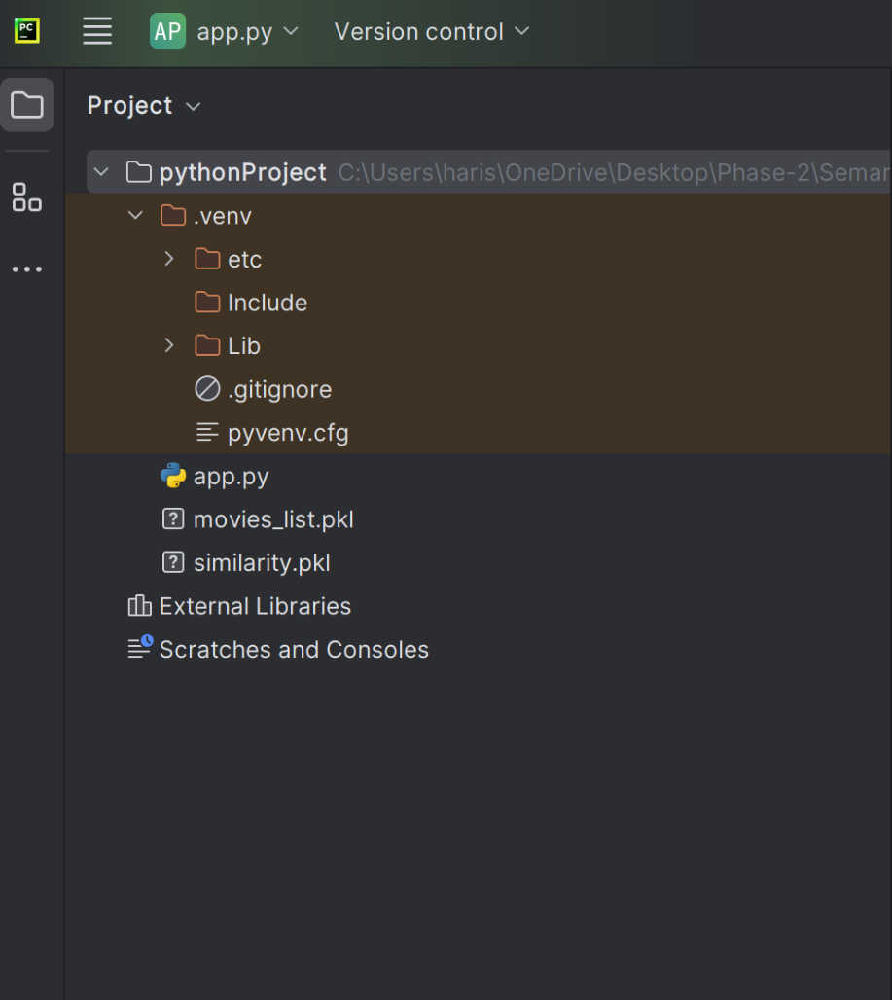 PC
AP app.py Version control
Project
pythonProject C:\Users\haris\OneDrive\Desktop\Phase-2\Semar
.venv
etc
Include
Lib
.gitignore
pyvenv.cfg
app.py
? movies_list.pkl
? similarity.pkl
External Libraries
Scratches and Consoles